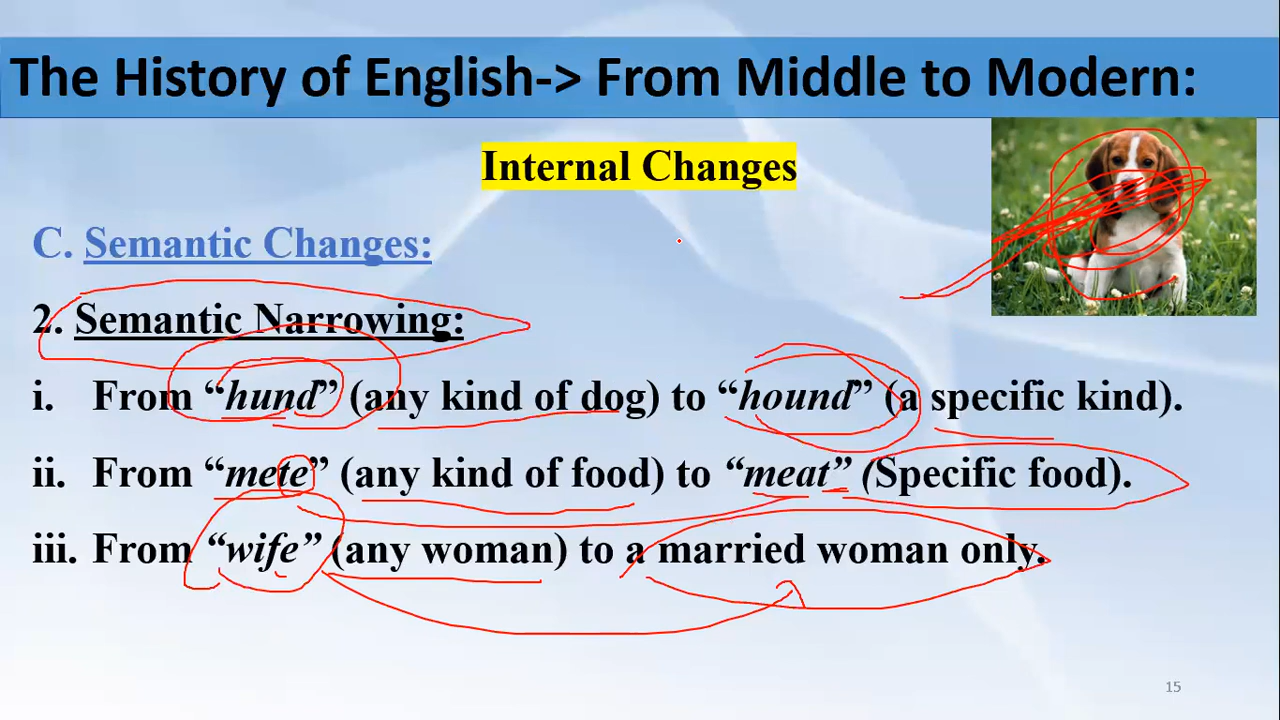 The History of English-> From Middle to Modern:
Internal Changes
C. Semantic Changes:
2. Semantic Narrowing:
i. From “hund” (any kind of dog) to “hound” (a specific kind).
ii. From “mete” (any kind of food) to “meat” (Specific food).
iii. From “wife” (any woman) to a married woman only.
15